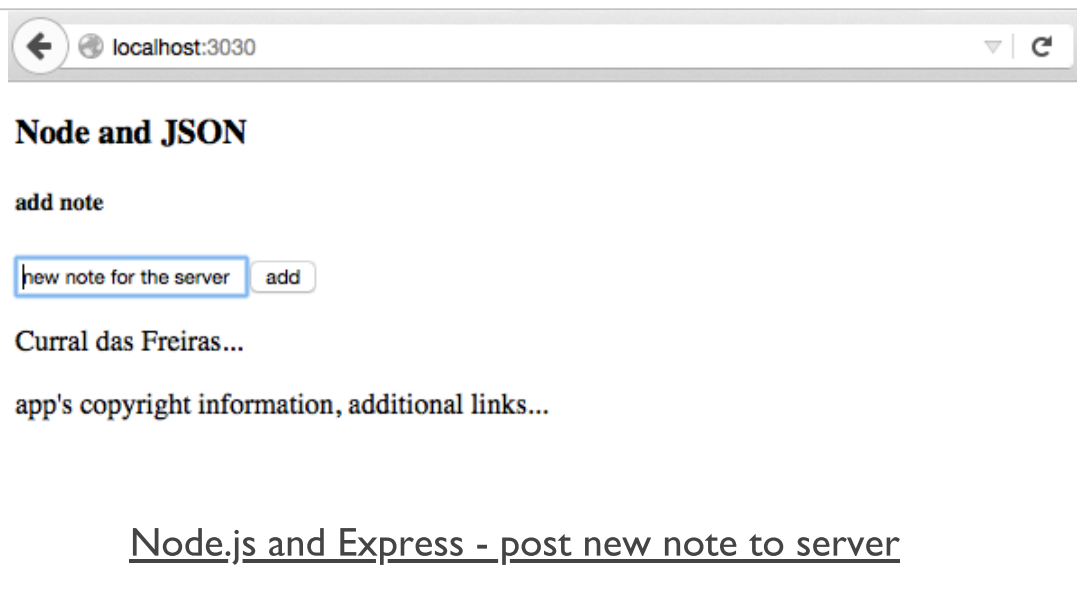 localhost:3030
Node and JSON
add note
new note for the server add
Curral das Freiras...
app's copyright information, additional links...
Node.js and Express - post new note to server